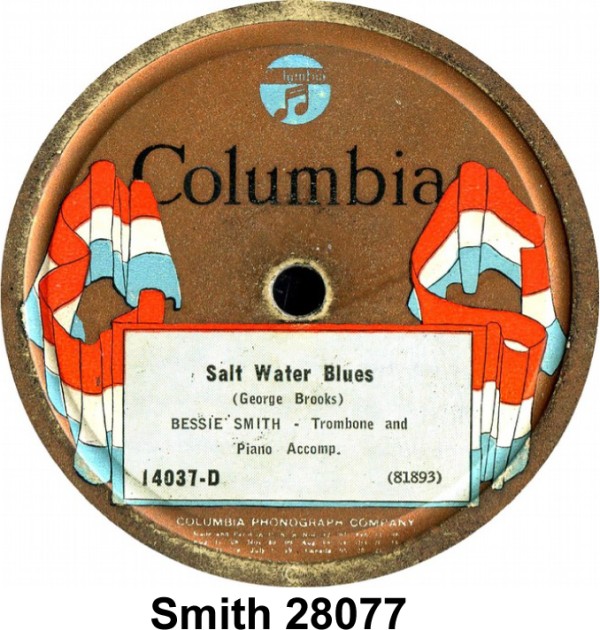 Columbia
Columbia
Salt Water Blues
(George Brooks)
BESSIE SMITH - Trombone and
Piano Accomp.
14037-D (81893)
COLUMBIA PHONOGRAPH COMPANY
Smith 28077